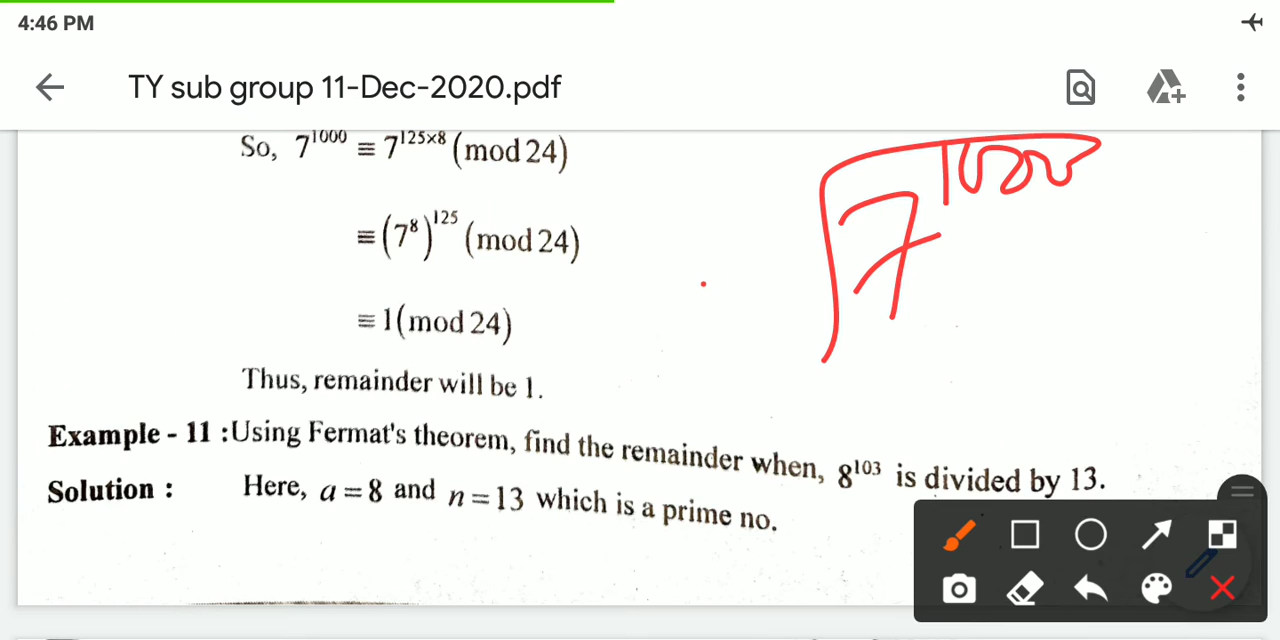 4:46 PM
TY sub group 11-Dec-2020.pdf
So, 7^1000 ≡ 7^125×8 (mod 24)
≡ (7^8)^125 (mod 24)
≡ 1(mod 24)
7^1000
Thus, remainder will be 1.
Example - 11 :Using Fermat's theorem, find the remainder when, 8^103 is divided by 13.
Solution : Here, a = 8 and n = 13 which is a prime no.